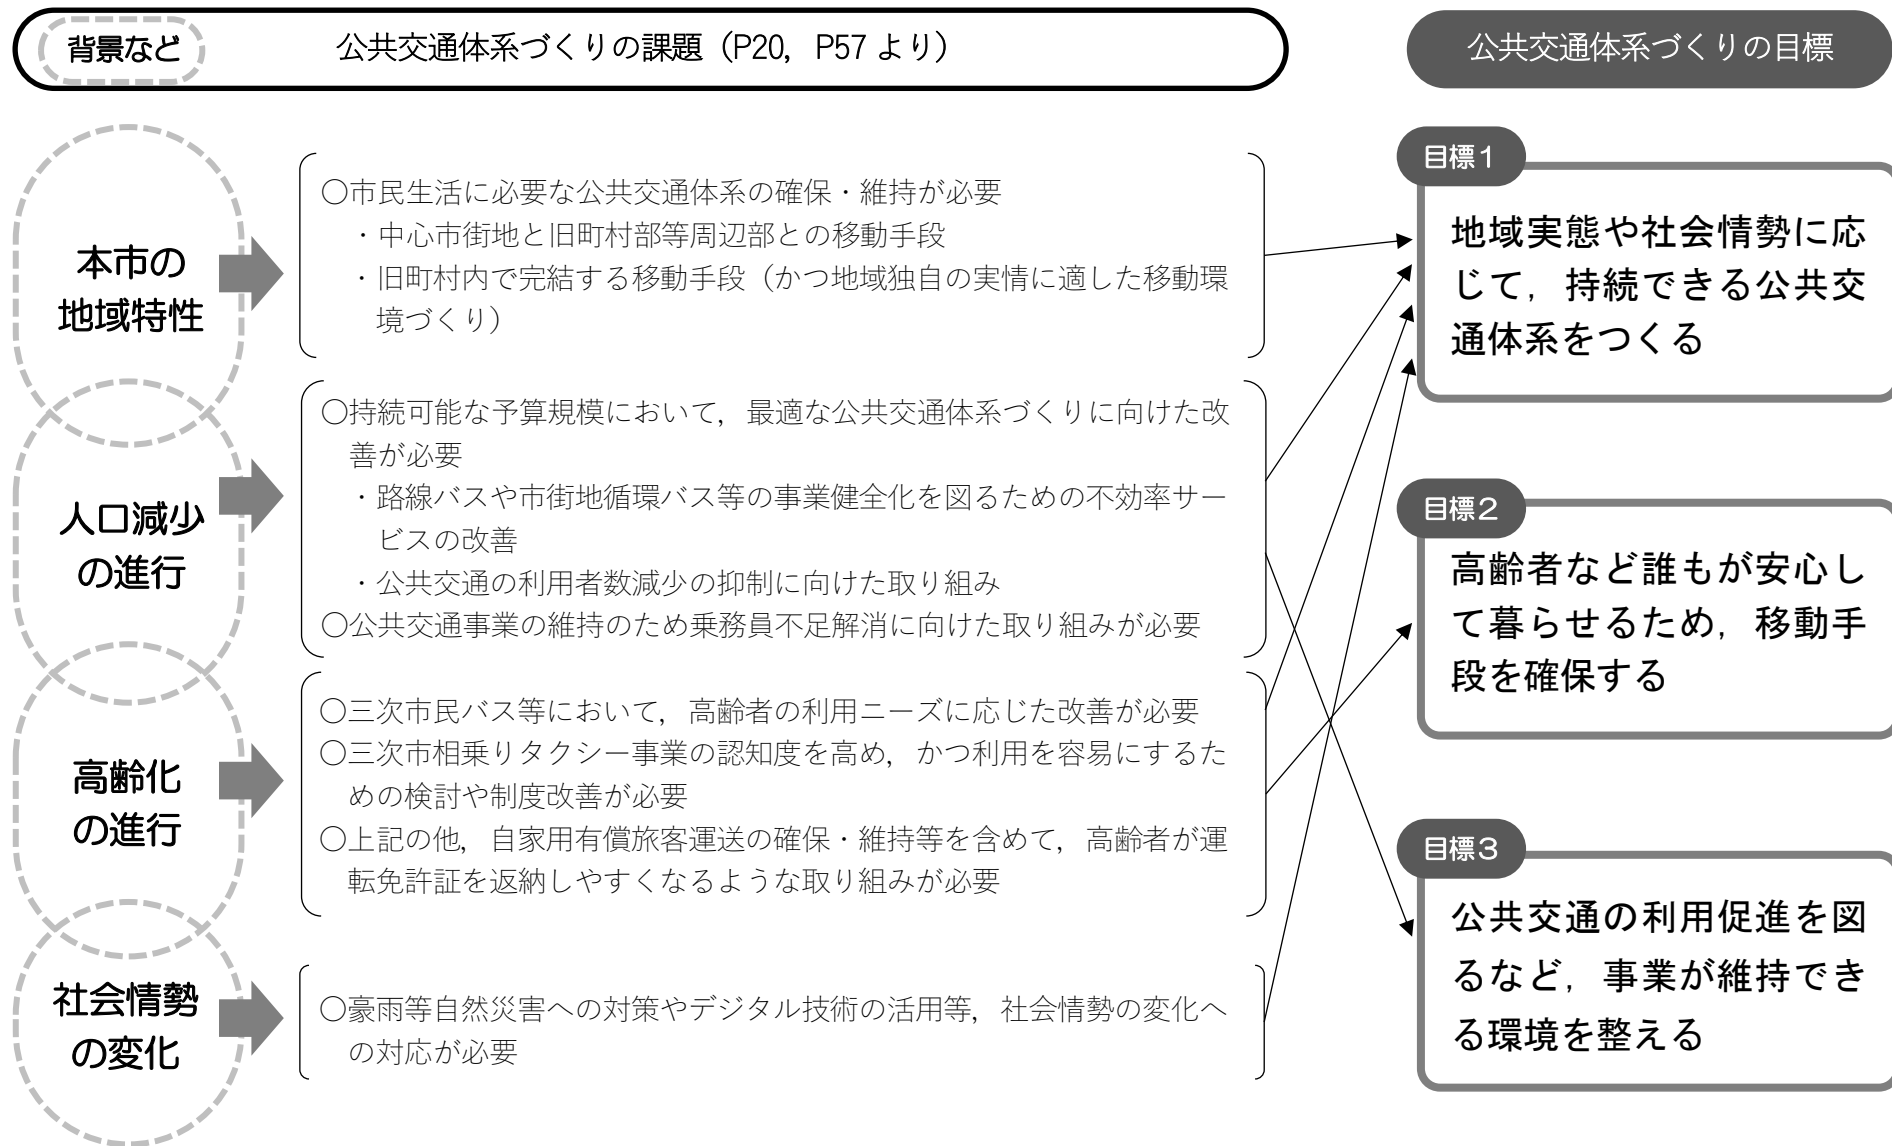 背景など
公共交通体系づくりの課題（P20，P57 より）
公共交通体系づくりの目標
本市の
地域特性
〇市民生活に必要な公共交通体系の確保・維持が必要
・中心市街地と旧町村部等周辺部との移動手段
・旧町村内で完結する移動手段（かつ地域独自の実情に適した移動環
境づくり）
人口減少
の進行
〇持続可能な予算規模において，最適な公共交通体系づくりに向けた改
善が必要
・路線バスや市街地循環バス等の事業健全化を図るための不効率サー
ビスの改善
・公共交通の利用者数減少の抑制に向けた取り組み
〇公共交通事業の維持のため乗務員不足解消に向けた取り組みが必要
高齢化
の進行
〇三次市民バス等において，高齢者の利用ニーズに応じた改善が必要
〇三次市相乗りタクシー事業の認知度を高め，かつ利用を容易にするた
めの検討や制度改善が必要
〇上記の他，自家用有償旅客運送の確保・維持等を含めて，高齢者が運
転免許証を返納しやすくなるような取り組みが必要
社会情勢
の変化
〇豪雨等自然災害への対策やデジタル技術の活用等，社会情勢の変化へ
の対応が必要
目標１
地域実態や社会情勢に応
じて，持続できる公共交
通体系をつくる
目標２
高齢者など誰もが安心し
て暮らせるため，移動手
段を確保する
目標３
公共交通の利用促進を図
るなど，事業が維持でき
る環境を整える